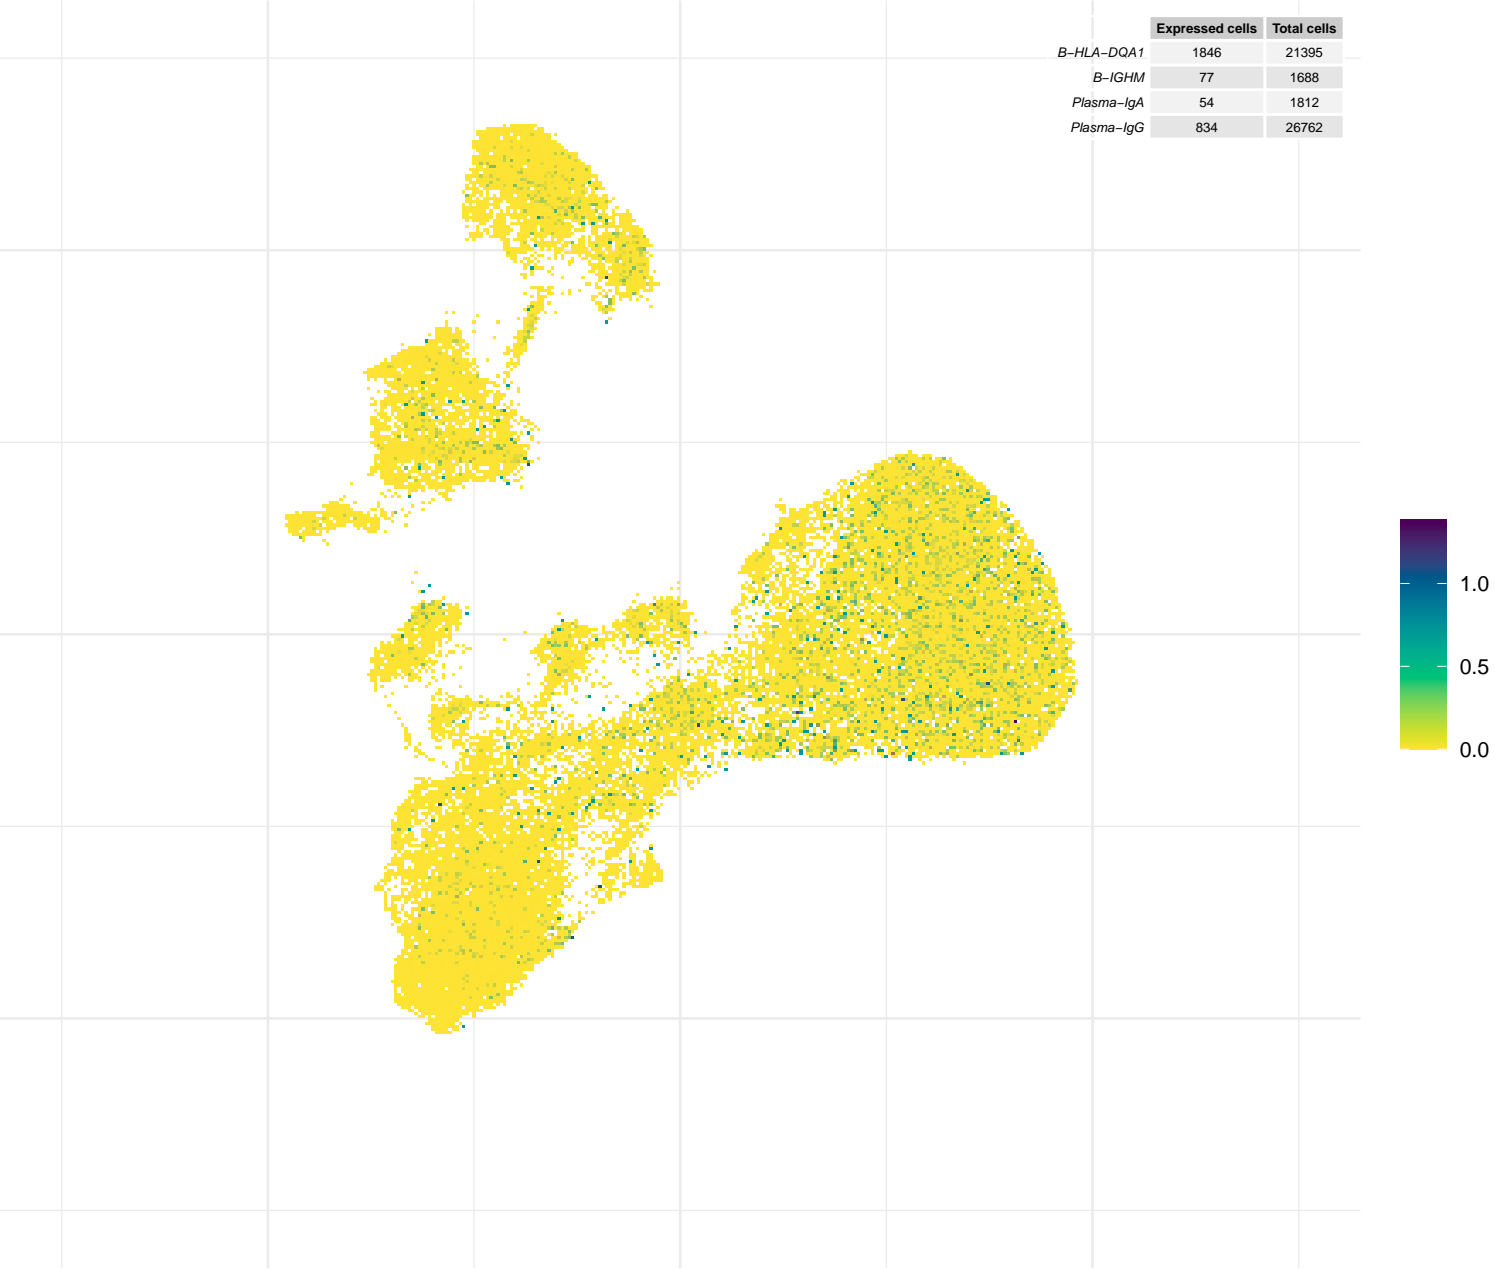 Expressed cells Total cells
B−HLA−DQA1 1846 21395
B−IGHM 77 1688
Plasma−IgA 54 1812
Plasma−IgG 834 26762
1.0
0.5
0.0